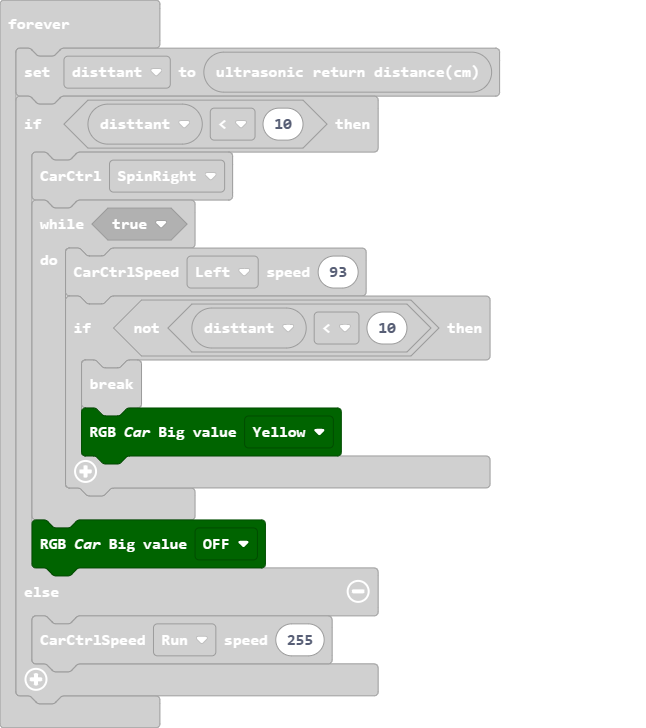 forever
set disttant to ultrasonic return distance(cm)
if disttant < 10 then
CarCtrl SpinRight
while true
do
CarCtrlSpeed Left speed 93
if not disttant < 10 then
break
RGB Car Big value Yellow
RGB Car Big value OFF
else
CarCtrlSpeed Run speed 255